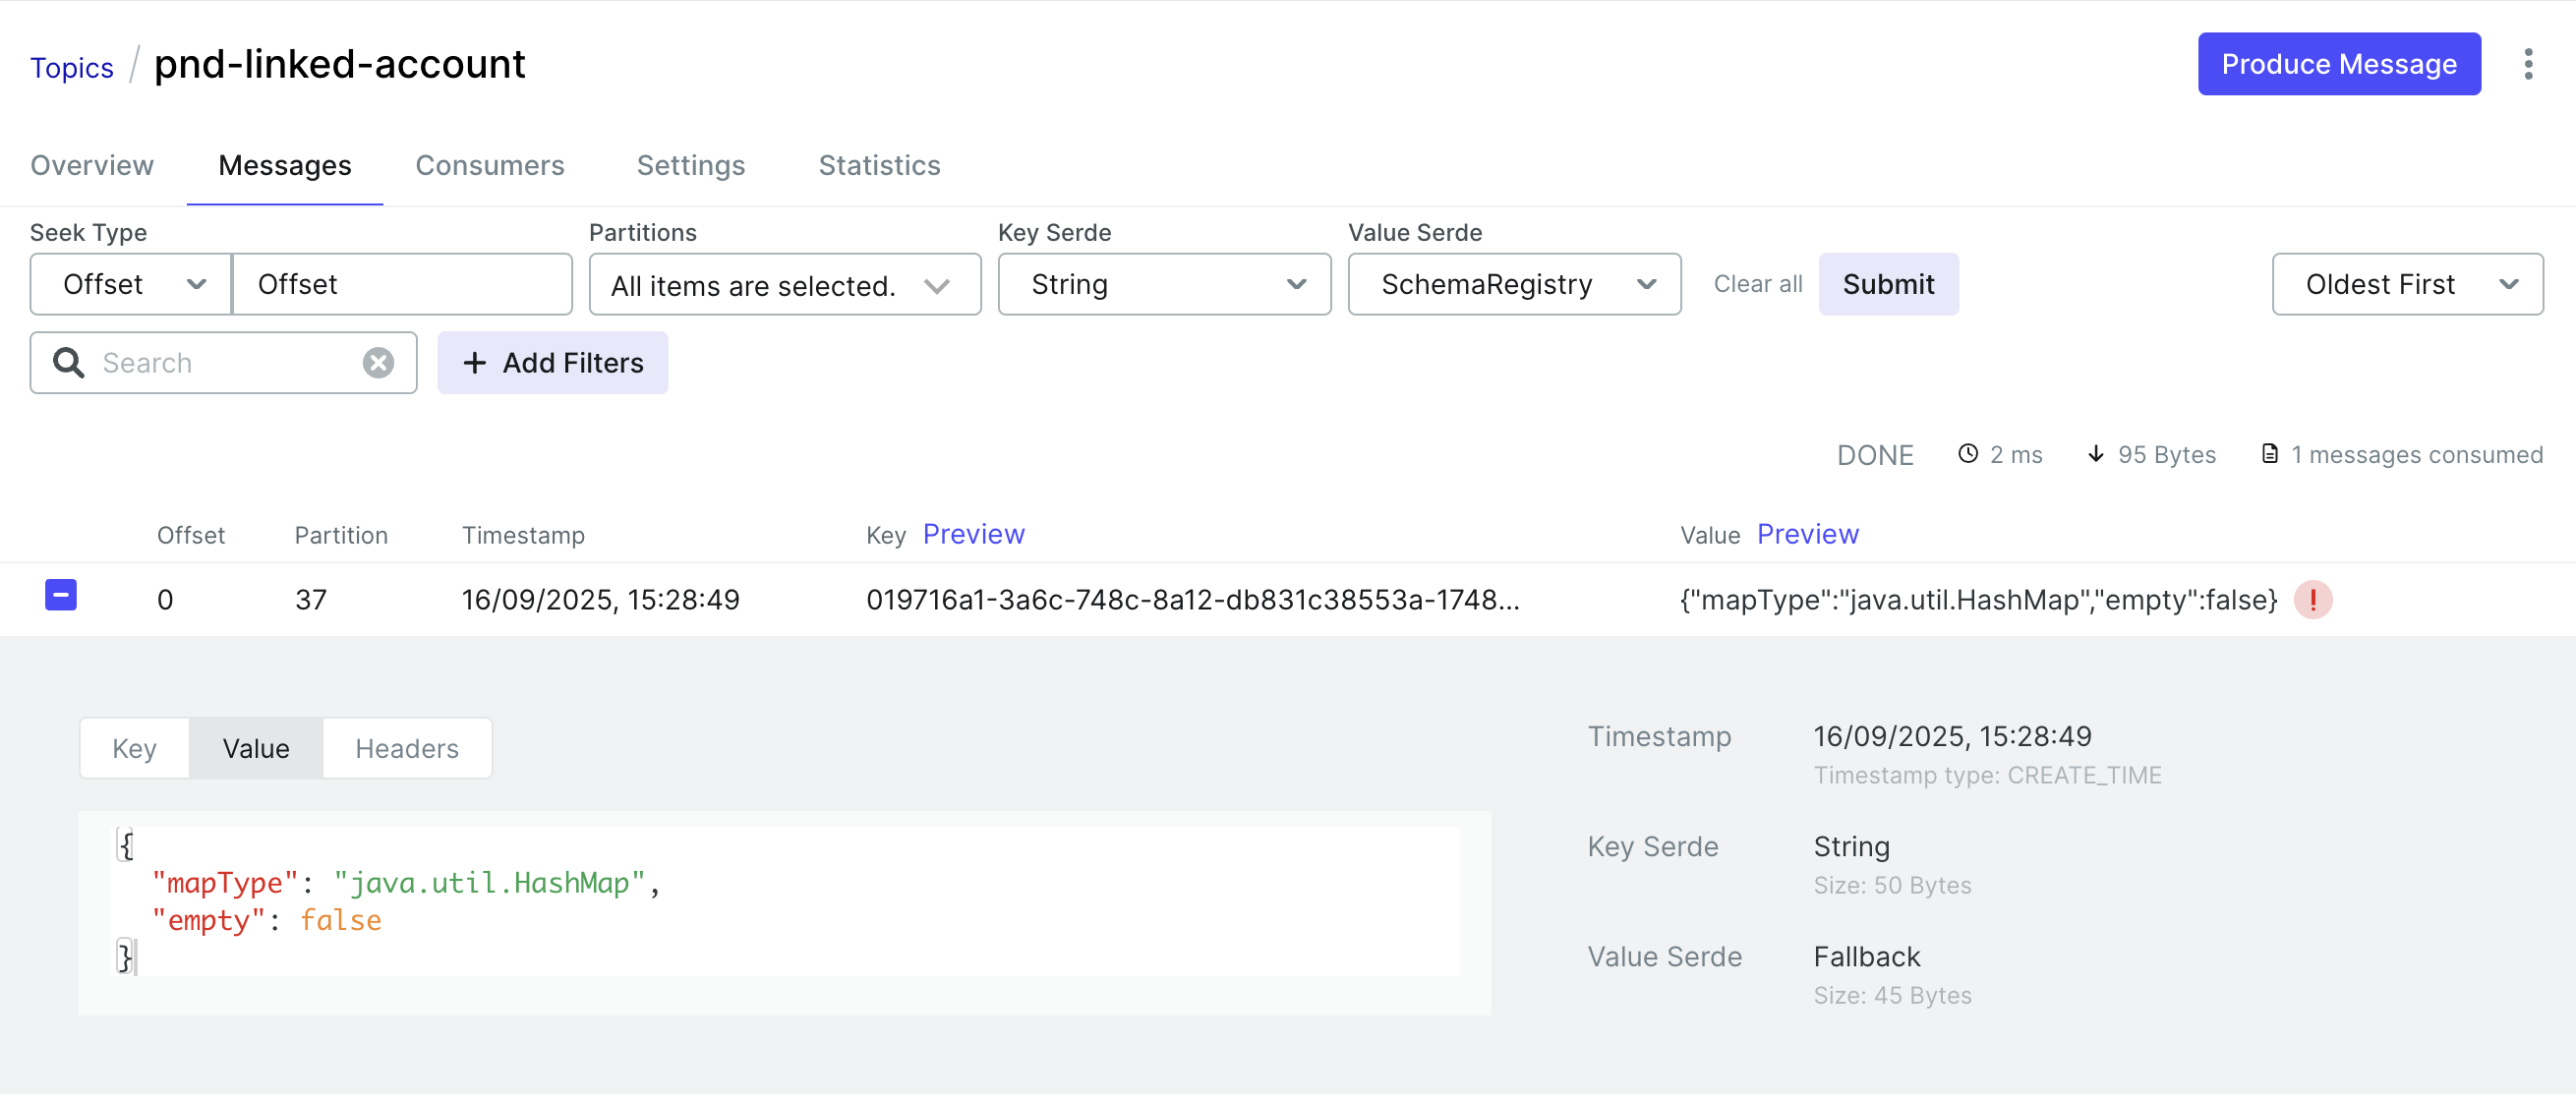 Topics / pnd-linked-account
Produce Message
Overview Messages Consumers Settings Statistics
Seek Type Partitions Key Serde Value Serde
Offset Offset All items are selected. String SchemaRegistry Clear all Submit Oldest First
Search + Add Filters
DONE 2 ms 95 Bytes 1 messages consumed
Offset Partition Timestamp Key Preview Value Preview
0 37 16/09/2025, 15:28:49 019716a1-3a6c-748c-8a12-db831c38553a-1748... {"mapType":"java.util.HashMap","empty":false} !
Key Value Headers
{
"mapType": "java.util.HashMap",
"empty": false
}
Timestamp 16/09/2025, 15:28:49
Timestamp type: CREATE_TIME
Key Serde String
Size: 50 Bytes
Value Serde Fallback
Size: 45 Bytes